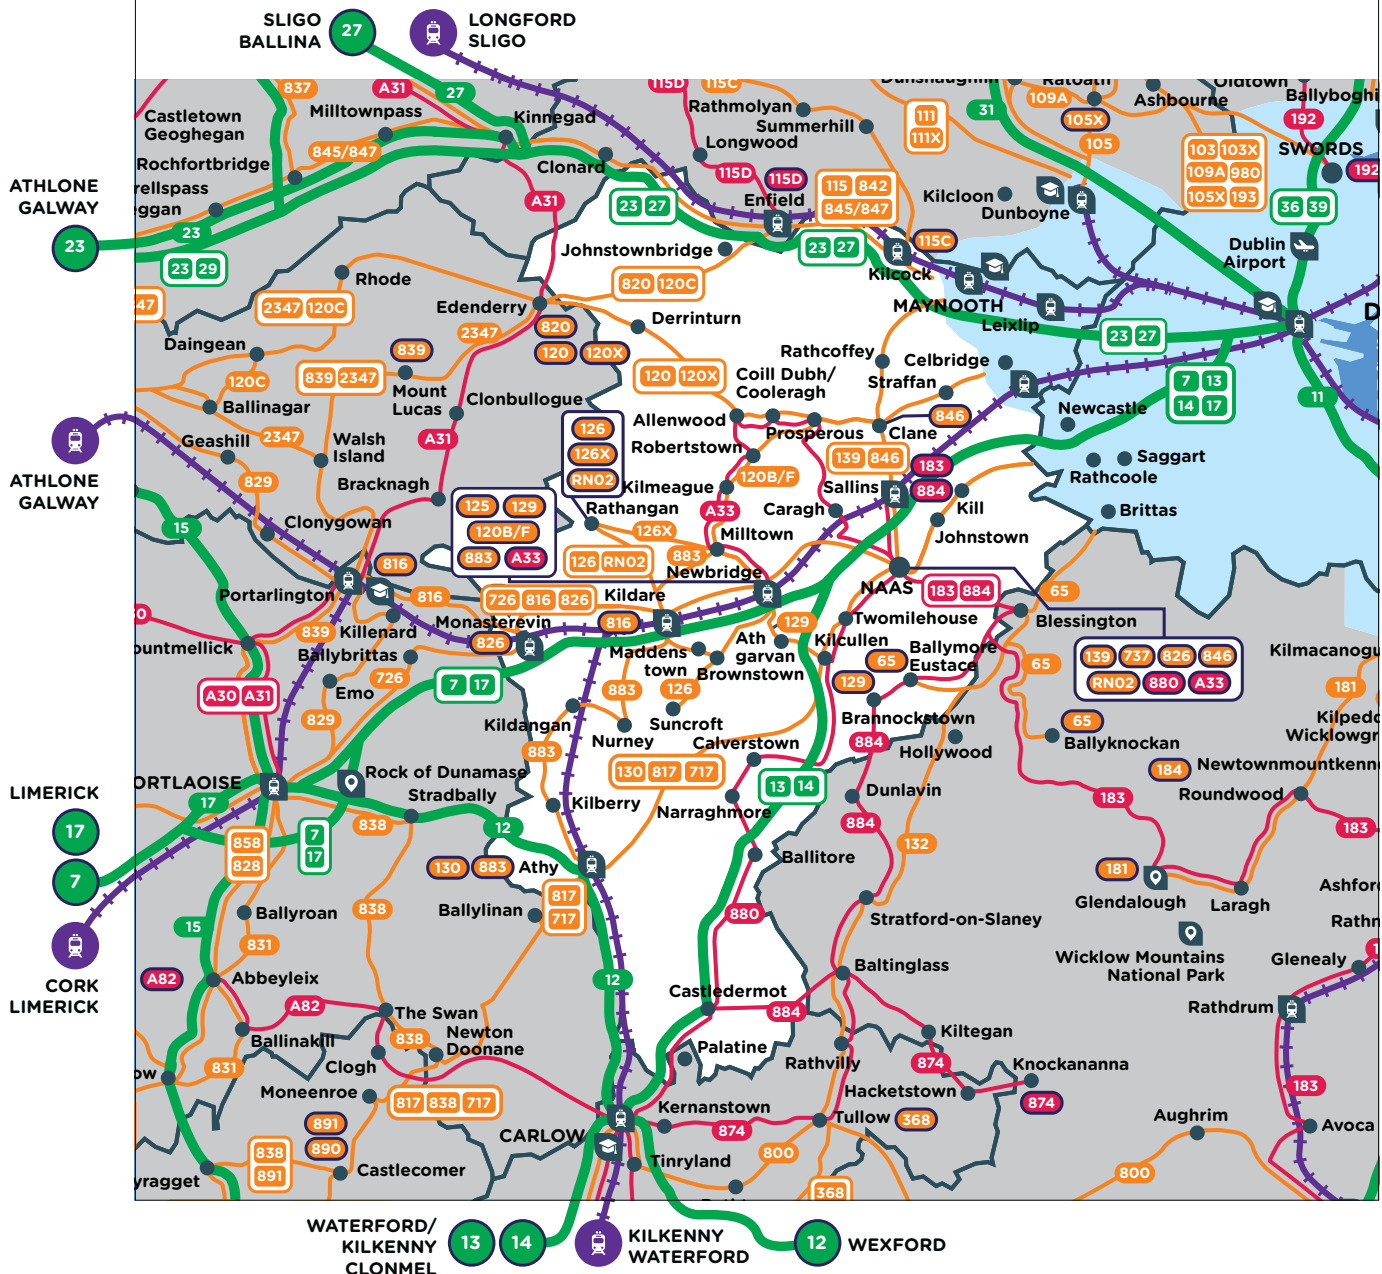 SLIGO
BALLINA
27
LONGFORD
SLIGO
837
A31
27
115D
115C
Ratoath
Oldtown
Castletown
Geoghegan
Milltownpass
Kinnegad
Rathmolyan
Summerhill
111
111X
31
109A
105X
Ashbourne
Ballyboghi
192
845/847
Longwood
105
103 103X
109A 980
105X 193
SWORDS
192
Rochfortbridge
Clonard
115D
115D
Enfield
115 842
845/847
Kilcloon
Dunboyne
36 39
ATHLONE
GALWAY
23
rellspass
eggan
23
23 29
A31
23 27
23 27
115C
Kilcock
Dublin
Airport
Johnstownbridge
820 120C
MAYNOOTH
Leixlip
D
47
2347 120C
Rhode
Edenderry
820
120 120X
Derrinturn
23 27
Daingean
2347
839
839 2347
Mount
Lucas
120 120X
Rathcoffey
Celbridge
7 13
14 17
11
120C
Ballinagar
Clonbullogue
Coill Dubh/
Cooleragh
Straffan
846
Newcastle
2347
Geashill
Walsh
Island
A31
126
126X
RN02
Allenwood
Robertstown
Prosperous
Clane
139 846
183
884
Saggart
Rathcoole
ATHLONE
GALWAY
829
Bracknagh
Kilmeague
120B/F
Sallins
Kill
Brittas
15
Clonygowan
125 129
120B/F
883 A33
Rathangan
126X
A33
Caragh
Johnstown
Milltown
126 RN02
883
Newbridge
NAAS
183 884
816
Portarlington
816
726 816 826
Kildare
816
65
Blessington
Killenard
839
Monasterevin
826
129
Twomilehouse
ountmellick
Ballybrittas
Maddens
town
Brownstown
Ath
garvan
Kilcullen
65
Ballymore
Eustace
65
139 737 826 846
RN02 880 A33
Kilmacanogu
A30 A31
Emo
726
7 17
883
126
129
181
829
Kildangan
Nurney
Suncroft
Brannockstown
65
Ballyknockan
Kilpedd
Wicklowgr
883
Calverstown
884
Hollywood
184
Newtownmountkenn
ORTLAOISE
Rock of Dunamase
130 817 717
13 14
Roundwood
LIMERICK
17
7
17
Stradbally
Kilberry
Narraghmore
Dunlavin
183
183
838
12
884
858
828
7
17
130 883 Athy
Ballitore
132
181
Glendalough
Laragh
Ashford
15
Ballyroan
838
Ballylinan
817
717
880
Stratford-on-Slaney
Rathn
831
Wicklow Mountains
National Park
Glenealy
CORK
LIMERICK
A82
Abbeyleix
12
Baltinglass
A82
The Swan
Castledermot
884
Rathdrum
Ballinakill
838
Newton
Doonane
Kiltegan
Clogh
Palatine
Rathvilly
874
Knockananna
ow
831
Moneenroe
817 838 717
Hacketstown
874
183
891
890
Kernanstown
Tullow
368
Aughrim
Avoca
CARLOW
874
838
891
Castlecomer
Tinryland
800
800
yragget
368
WATERFORD/
KILKENNY
CLONMEL
13
14
KILKENNY
WATERFORD
12
WEXFORD